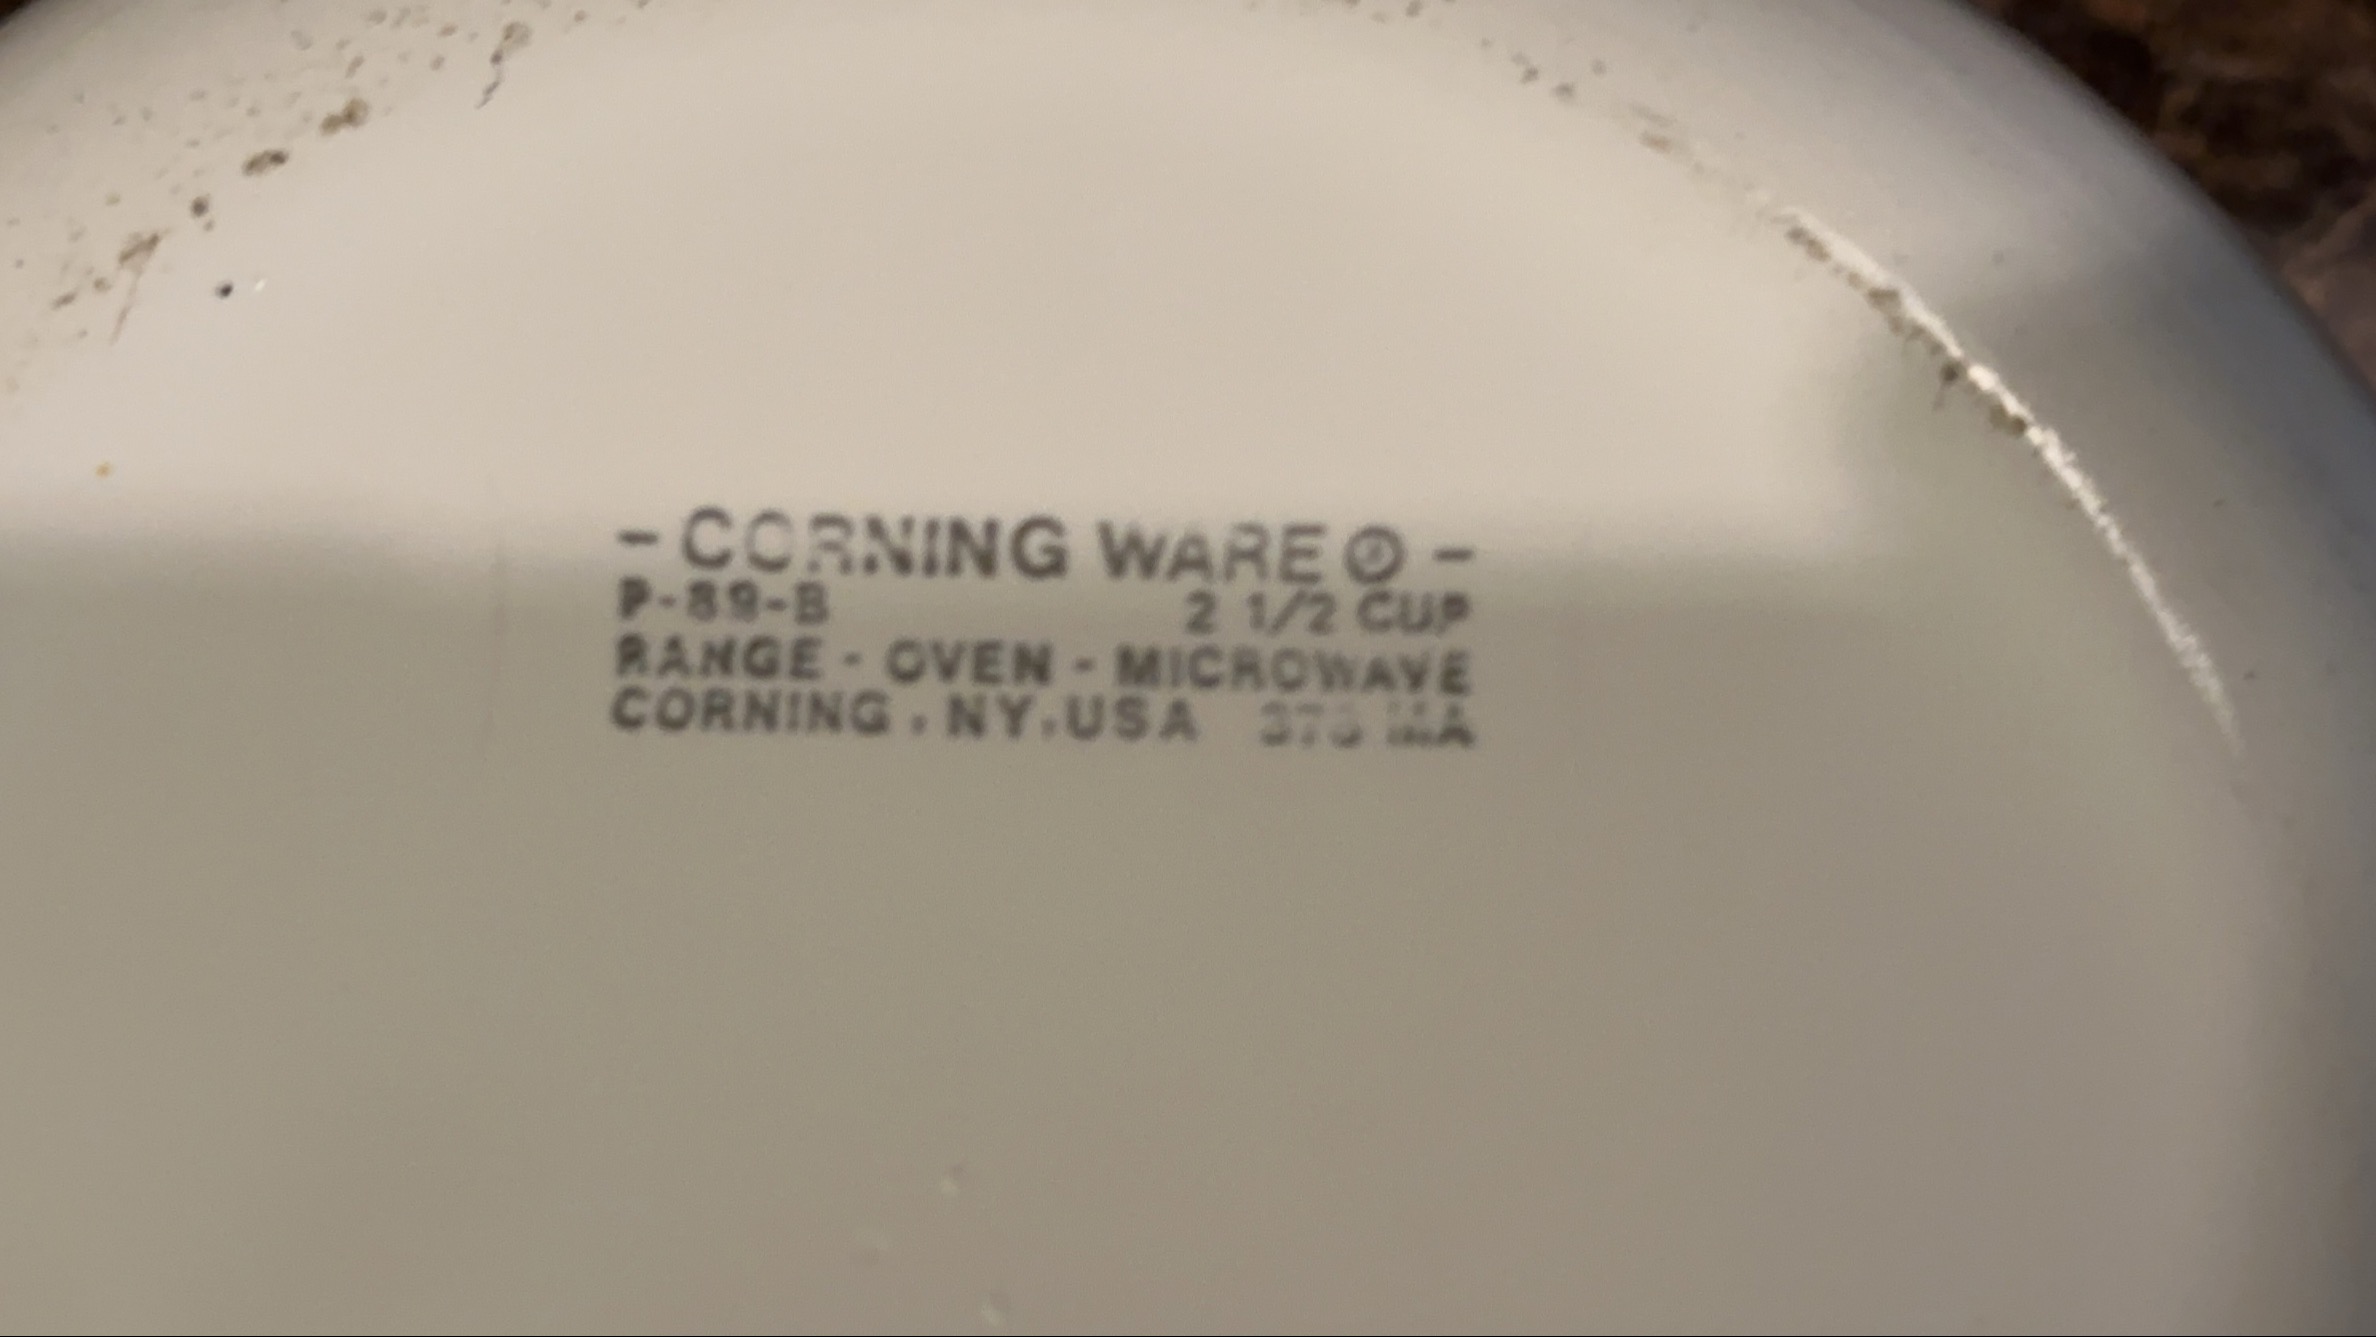 - CORNING WARE ® -
P-89-B 2 1/2 CUP
RANGE - OVEN - MICROWAVE
CORNING, NY, USA